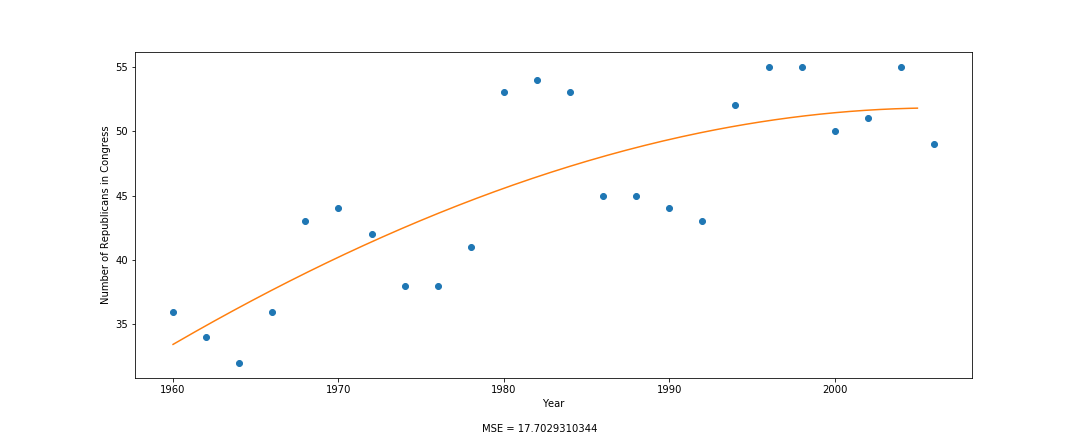 55
50
45
40
35
Number of Republicans in Congress
1960 1970 1980 1990 2000
Year
MSE = 17.7029310344